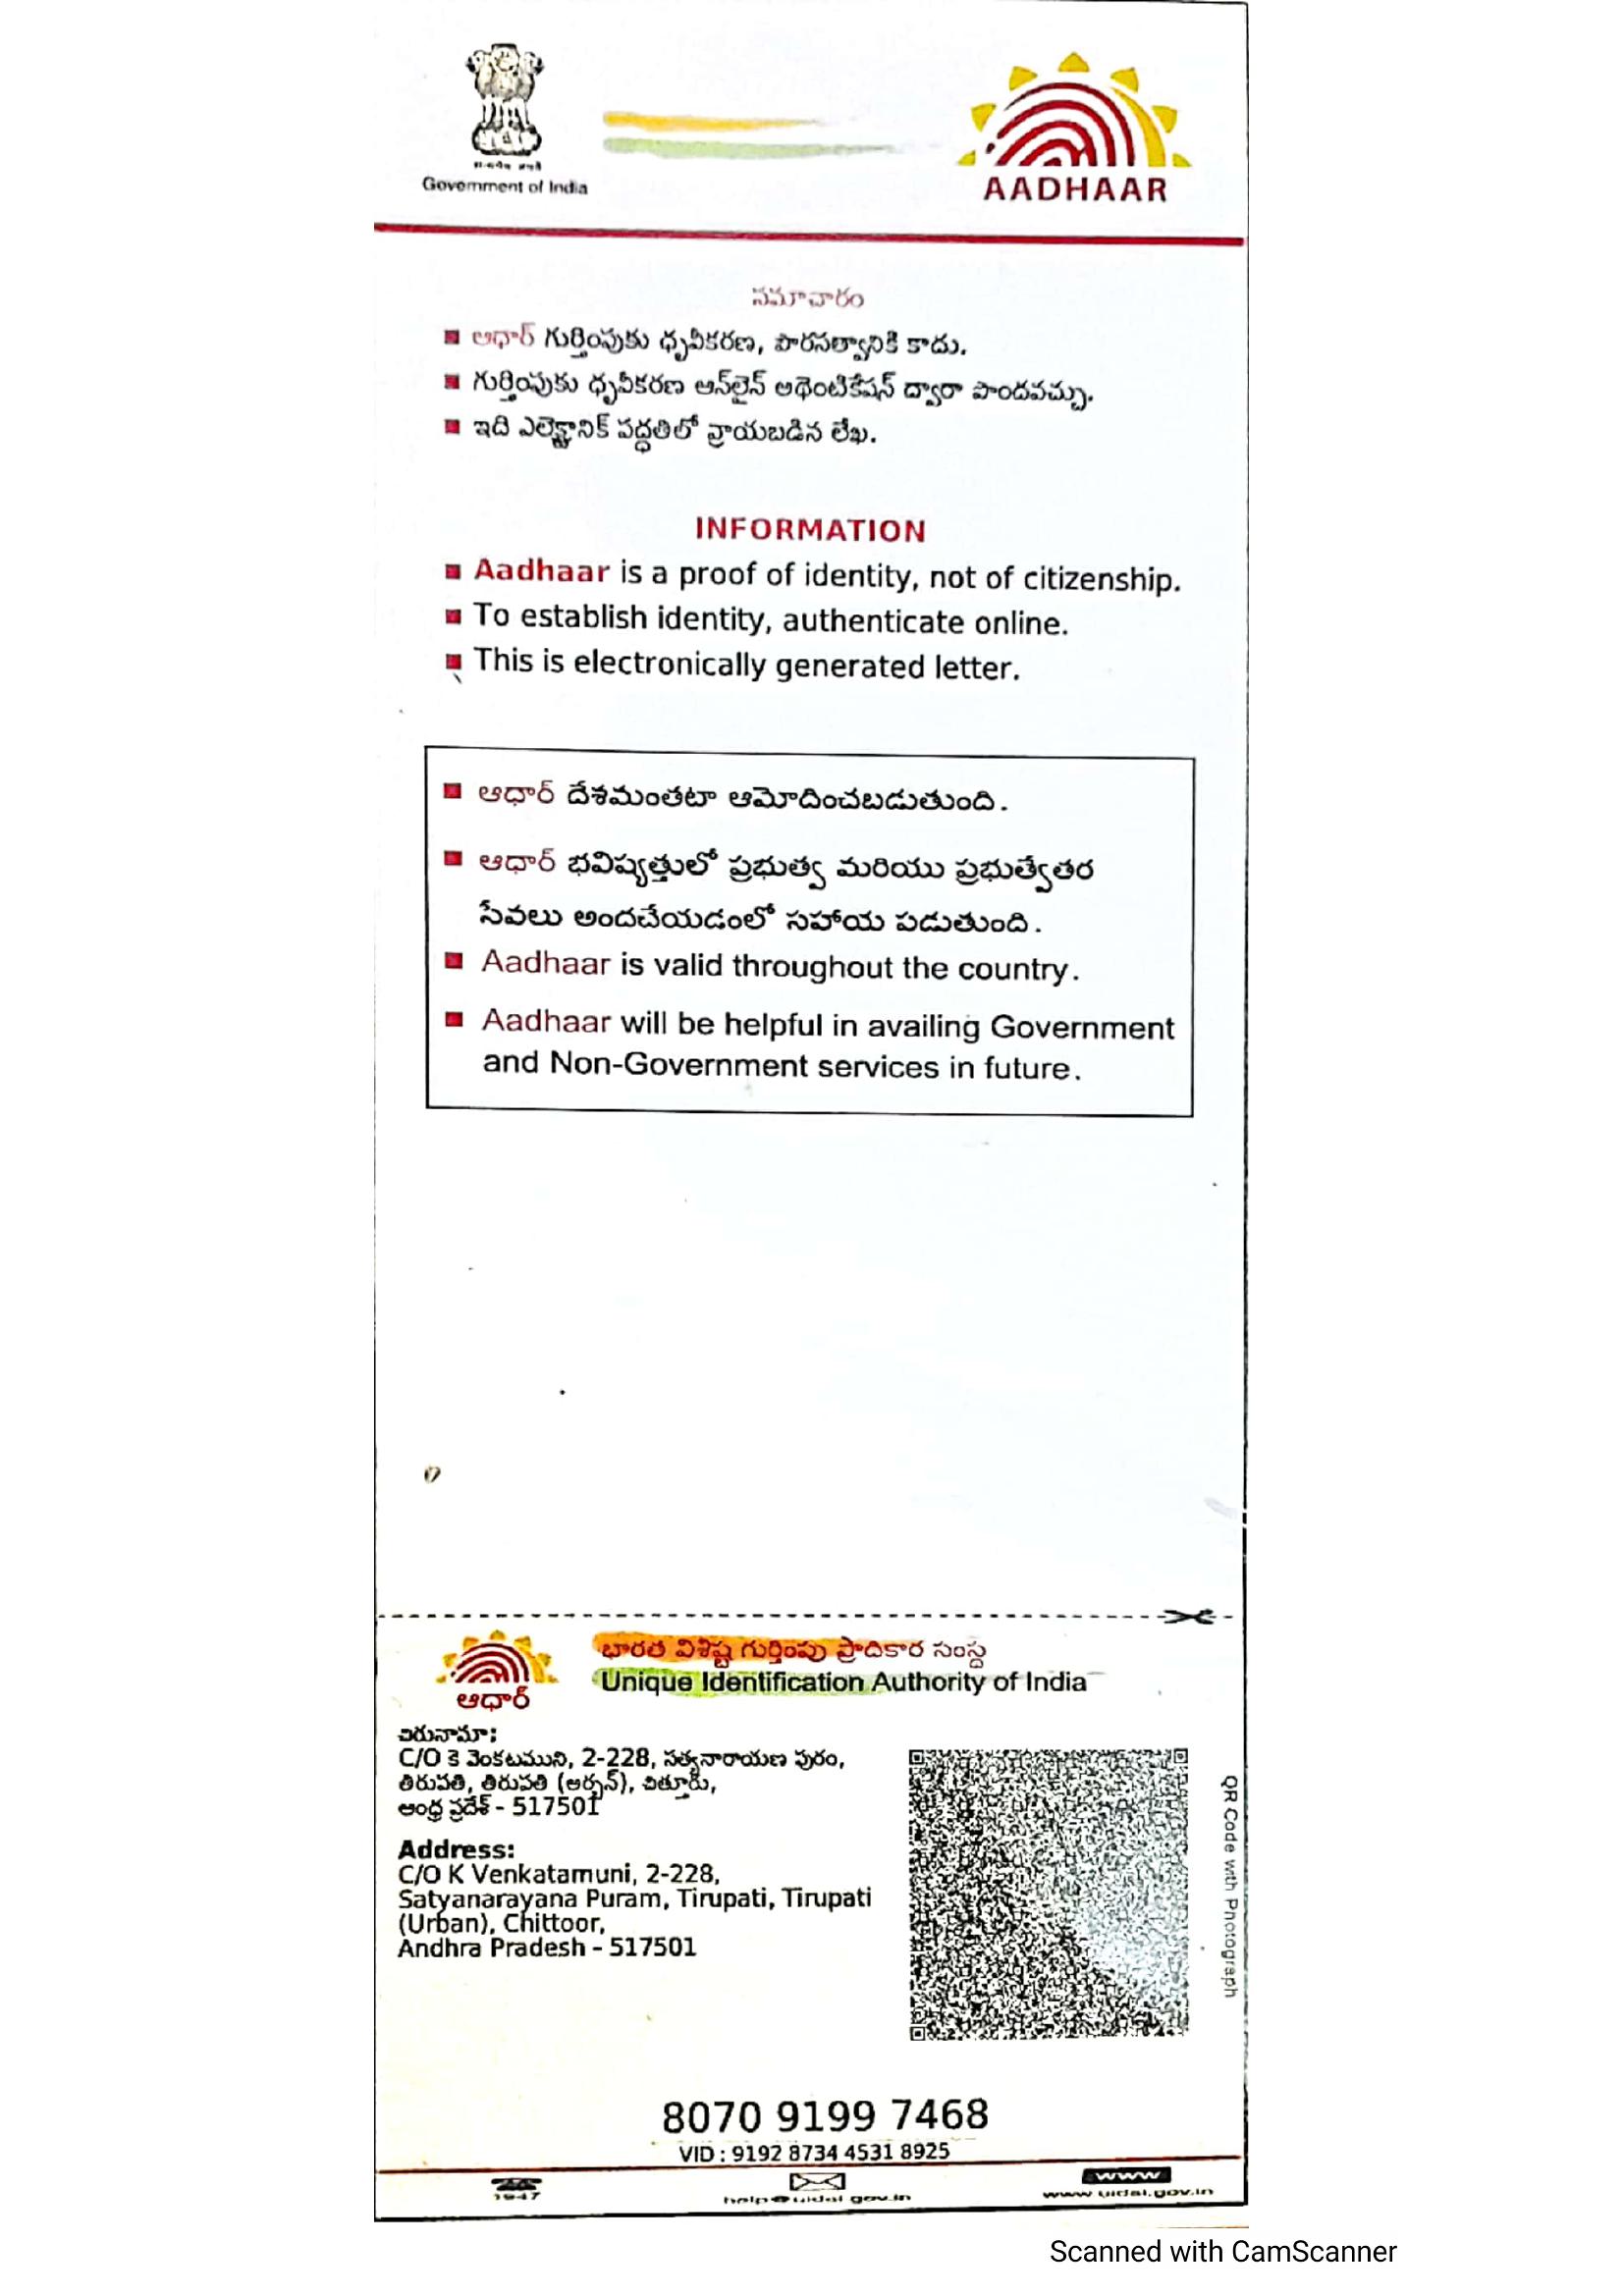 Government of India
AADHAAR
సమాచారం
ఆధార్ గుర్తింపుకు ధృవీకరణ, పౌరసత్వానికి కాదు.
గుర్తింపుకు ధృవీకరణ ఆన్‌లైన్ అథెంటికేషన్ ద్వారా పొందవచ్చు.
ఇది ఎలెక్ట్రానిక్ పద్ధతిలో వ్రాయబడిన లేఖ.
INFORMATION
Aadhaar is a proof of identity, not of citizenship.
To establish identity, authenticate online.
This is electronically generated letter.
ఆధార్ దేశమంతటా ఆమోదించబడుతుంది.
ఆధార్ భవిష్యత్తులో ప్రభుత్వ మరియు ప్రభుత్వేతర
సేవలు అందచేయడంలో సహాయ పడుతుంది.
Aadhaar is valid throughout the country.
Aadhaar will be helpful in availing Government
and Non-Government services in future.
భారత విశిష్ట గుర్తింపు ప్రాధికార సంస్థ
Unique Identification Authority of India
ఆధార్
చిరునామా:
C/O కె వెంకటముని, 2-228, సత్యనారాయణ పురం,
తిరుపతి, తిరుపతి (అర్బన్), చిత్తూరు,
ఆంధ్ర ప్రదేశ్ - 517501
Address:
C/O K Venkatamuni, 2-228,
Satyanarayana Puram, Tirupati, Tirupati
(Urban), Chittoor,
Andhra Pradesh - 517501
QR Code with Photograph
8070 9199 7468
VID : 9192 8734 4531 8925
1947
help@uidai.gov.in
www
www.uidai.gov.in
Scanned with CamScanner